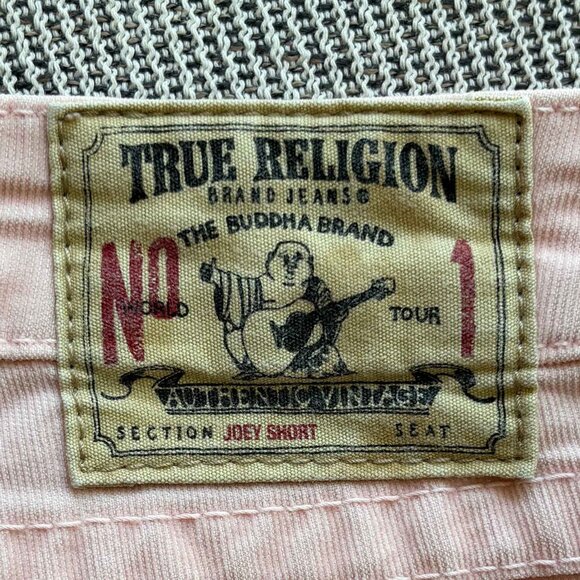 TRUE RELIGION
BRAND JEANS®
THE BUDDHA BRAND
Nº WORLD TOUR 1
AUTHENTIC VINTAGE
SECTION JOEY SHORT SEAT